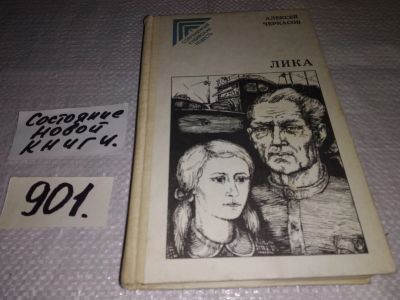 АЛЕКСЕЙ
ЧЕРКАСОВ
ЛИКА
Состояние
новой
книги.
901.